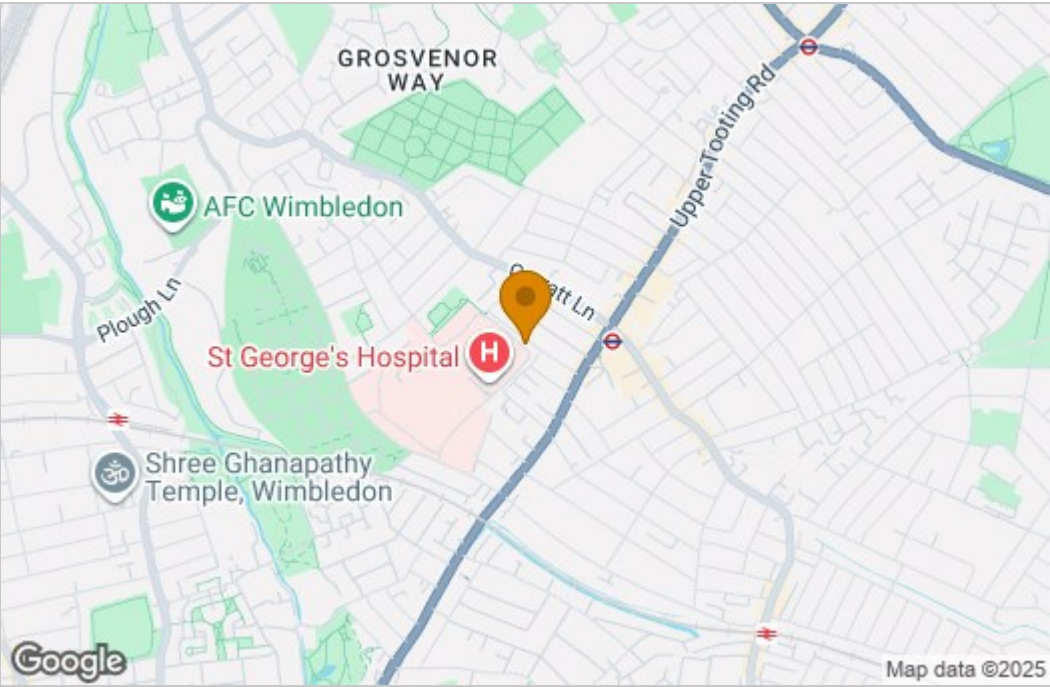 GROSVENOR
WAY
Upper Tooting Rd
AFC Wimbledon
Plough Ln
St George's Hospital
H
Shree Ghanapathy
Temple, Wimbledon
Google
Map data ©2025